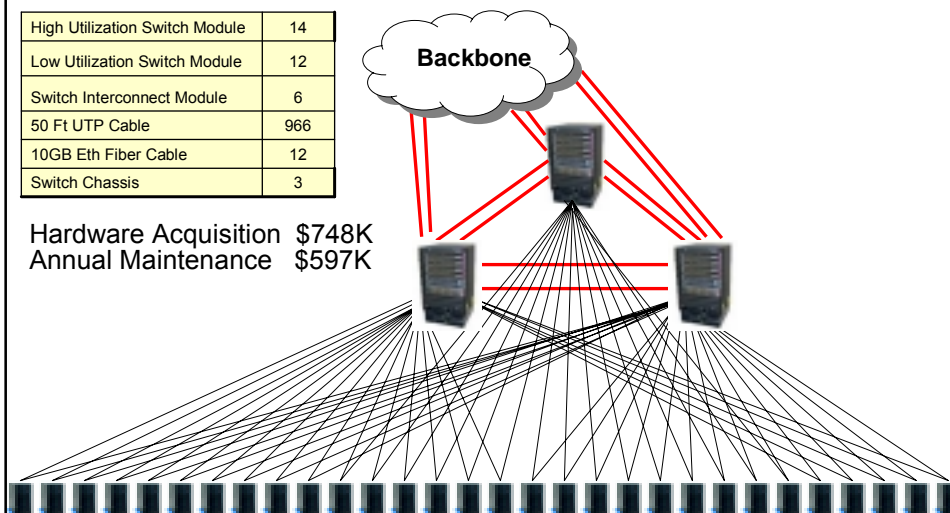 High Utilization Switch Module 14
Low Utilization Switch Module 12
Switch Interconnect Module 6
50 Ft UTP Cable 966
10GB Eth Fiber Cable 12
Switch Chassis 3
Backbone
Hardware Acquisition $748K
Annual Maintenance $597K